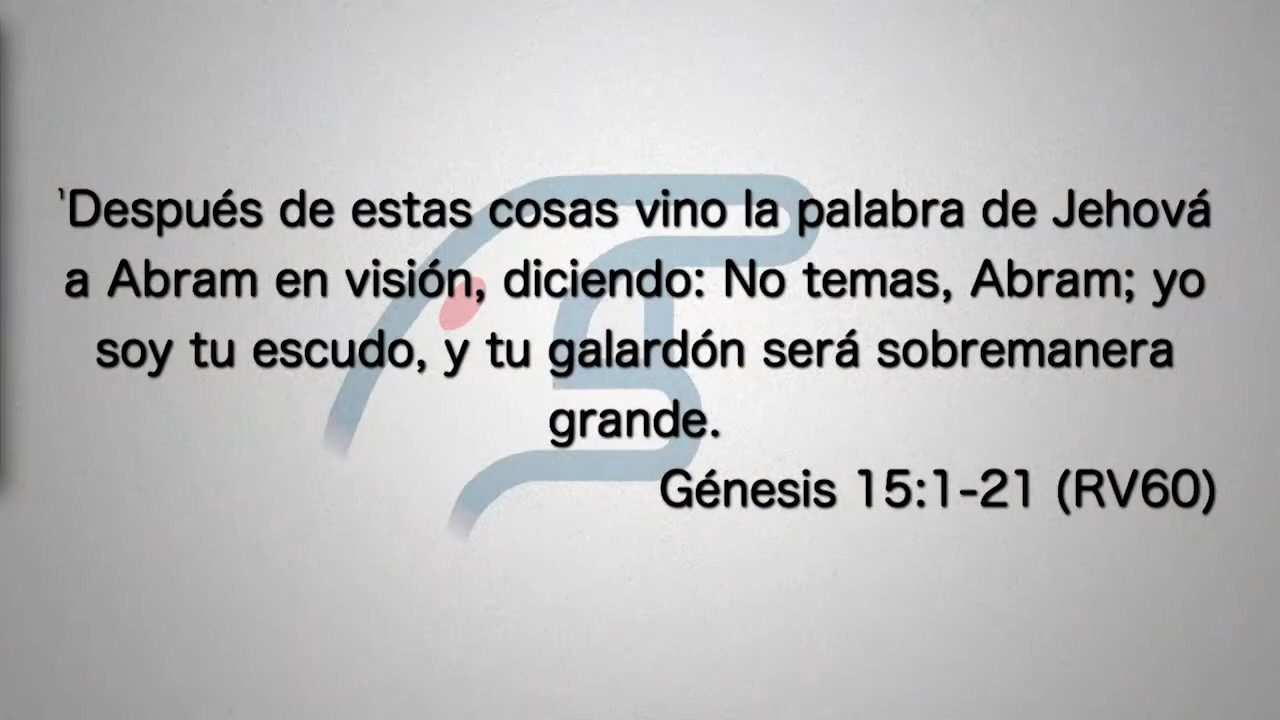 ¹Después de estas cosas vino la palabra de Jehová
a Abram en visión, diciendo: No temas, Abram; yo
soy tu escudo, y tu galardón será sobremanera
grande.
Génesis 15:1-21 (RV60)